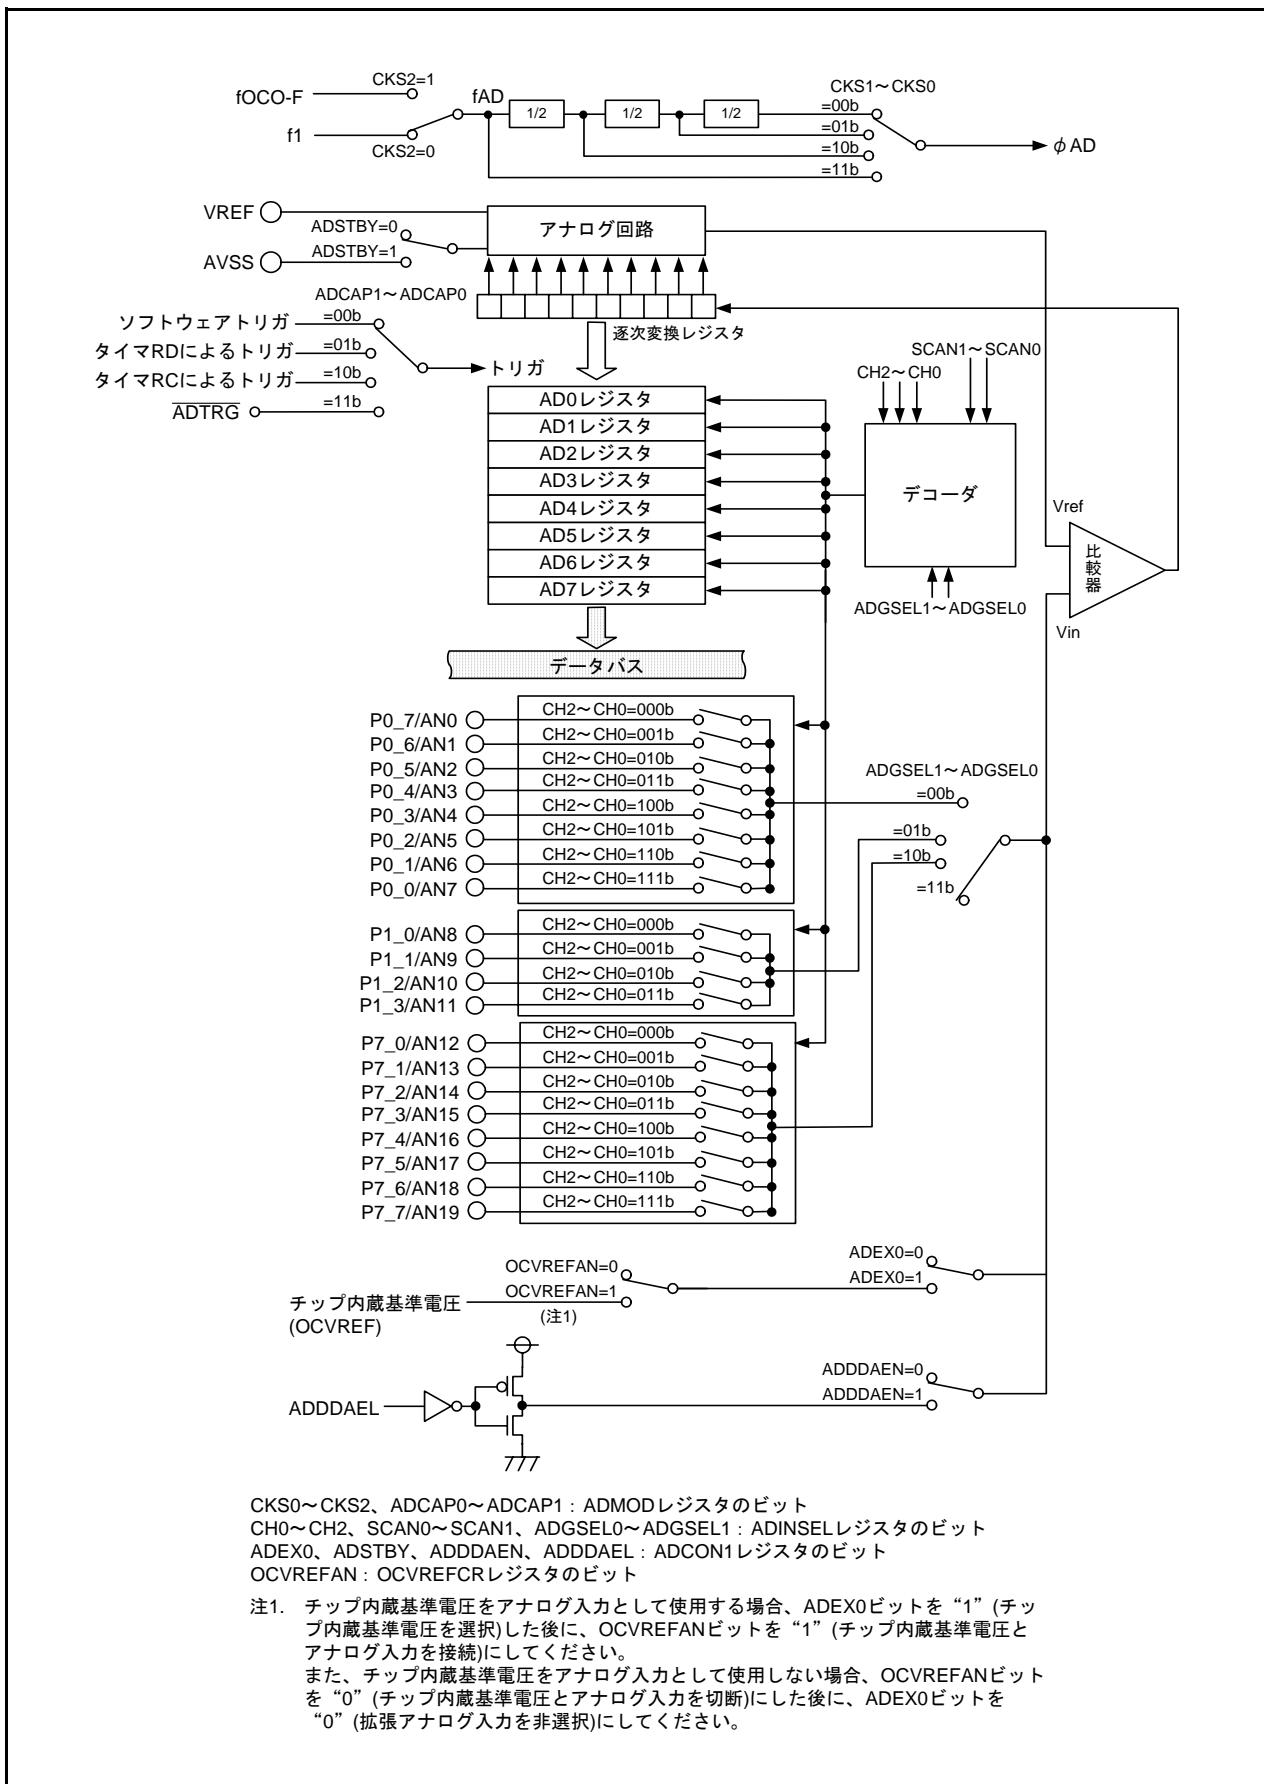 fOCO-F
CKS2=1
f1
CKS2=0
fAD
1/2
1/2
1/2
CKS1～CKS0
=00b
=01b
=10b
=11b
φAD
VREF
AVSS
ADSTBY=0
ADSTBY=1
アナログ回路
逐次変換レジスタ
ADCAP1～ADCAP0
ソフトウェアトリガ
=00b
タイマRDによるトリガ
=01b
タイマRCによるトリガ
=10b
ADTRG
=11b
トリガ
AD0レジスタ
AD1レジスタ
AD2レジスタ
AD3レジスタ
AD4レジスタ
AD5レジスタ
AD6レジスタ
AD7レジスタ
データバス
SCAN1～SCAN0
CH2～CH0
デコーダ
ADGSEL1～ADGSEL0
Vref
比較器
Vin
P0_7/AN0
CH2～CH0=000b
P0_6/AN1
CH2～CH0=001b
P0_5/AN2
CH2～CH0=010b
P0_4/AN3
CH2～CH0=011b
P0_3/AN4
CH2～CH0=100b
P0_2/AN5
CH2～CH0=101b
P0_1/AN6
CH2～CH0=110b
P0_0/AN7
CH2～CH0=111b
ADGSEL1～ADGSEL0
=00b
=01b
=10b
=11b
P1_0/AN8
CH2～CH0=000b
P1_1/AN9
CH2～CH0=001b
P1_2/AN10
CH2～CH0=010b
P1_3/AN11
CH2～CH0=011b
P7_0/AN12
CH2～CH0=000b
P7_1/AN13
CH2～CH0=001b
P7_2/AN14
CH2～CH0=010b
P7_3/AN15
CH2～CH0=011b
P7_4/AN16
CH2～CH0=100b
P7_5/AN17
CH2～CH0=101b
P7_6/AN18
CH2～CH0=110b
P7_7/AN19
CH2～CH0=111b
チップ内蔵基準電圧
(OCVREF)
OCVREFAN=0
OCVREFAN=1
(注1)
ADEX0=0
ADEX0=1
ADDDAEL
ADDDAEN=0
ADDDAEN=1
CKS0～CKS2、ADCAP0～ADCAP1：ADMODレジスタのビット
CH0～CH2、SCAN0～SCAN1、ADGSEL0～ADGSEL1：ADINSELレジスタのビット
ADEX0、ADSTBY、ADDDAEN、ADDDAEL：ADCON1レジスタのビット
OCVREFAN：OCVREFCRレジスタのビット
注1. チップ内蔵基準電圧をアナログ入力として使用する場合、ADEX0ビットを“1”(チッ
プ内蔵基準電圧を選択)した後に、OCVREFANビットを“1”(チップ内蔵基準電圧と
アナログ入力を接続)にしてください。
また、チップ内蔵基準電圧をアナログ入力として使用しない場合、OCVREFANビット
を“0”(チップ内蔵基準電圧とアナログ入力を切断)にした後に、ADEX0ビットを
“0”(拡張アナログ入力を非選択)にしてください。